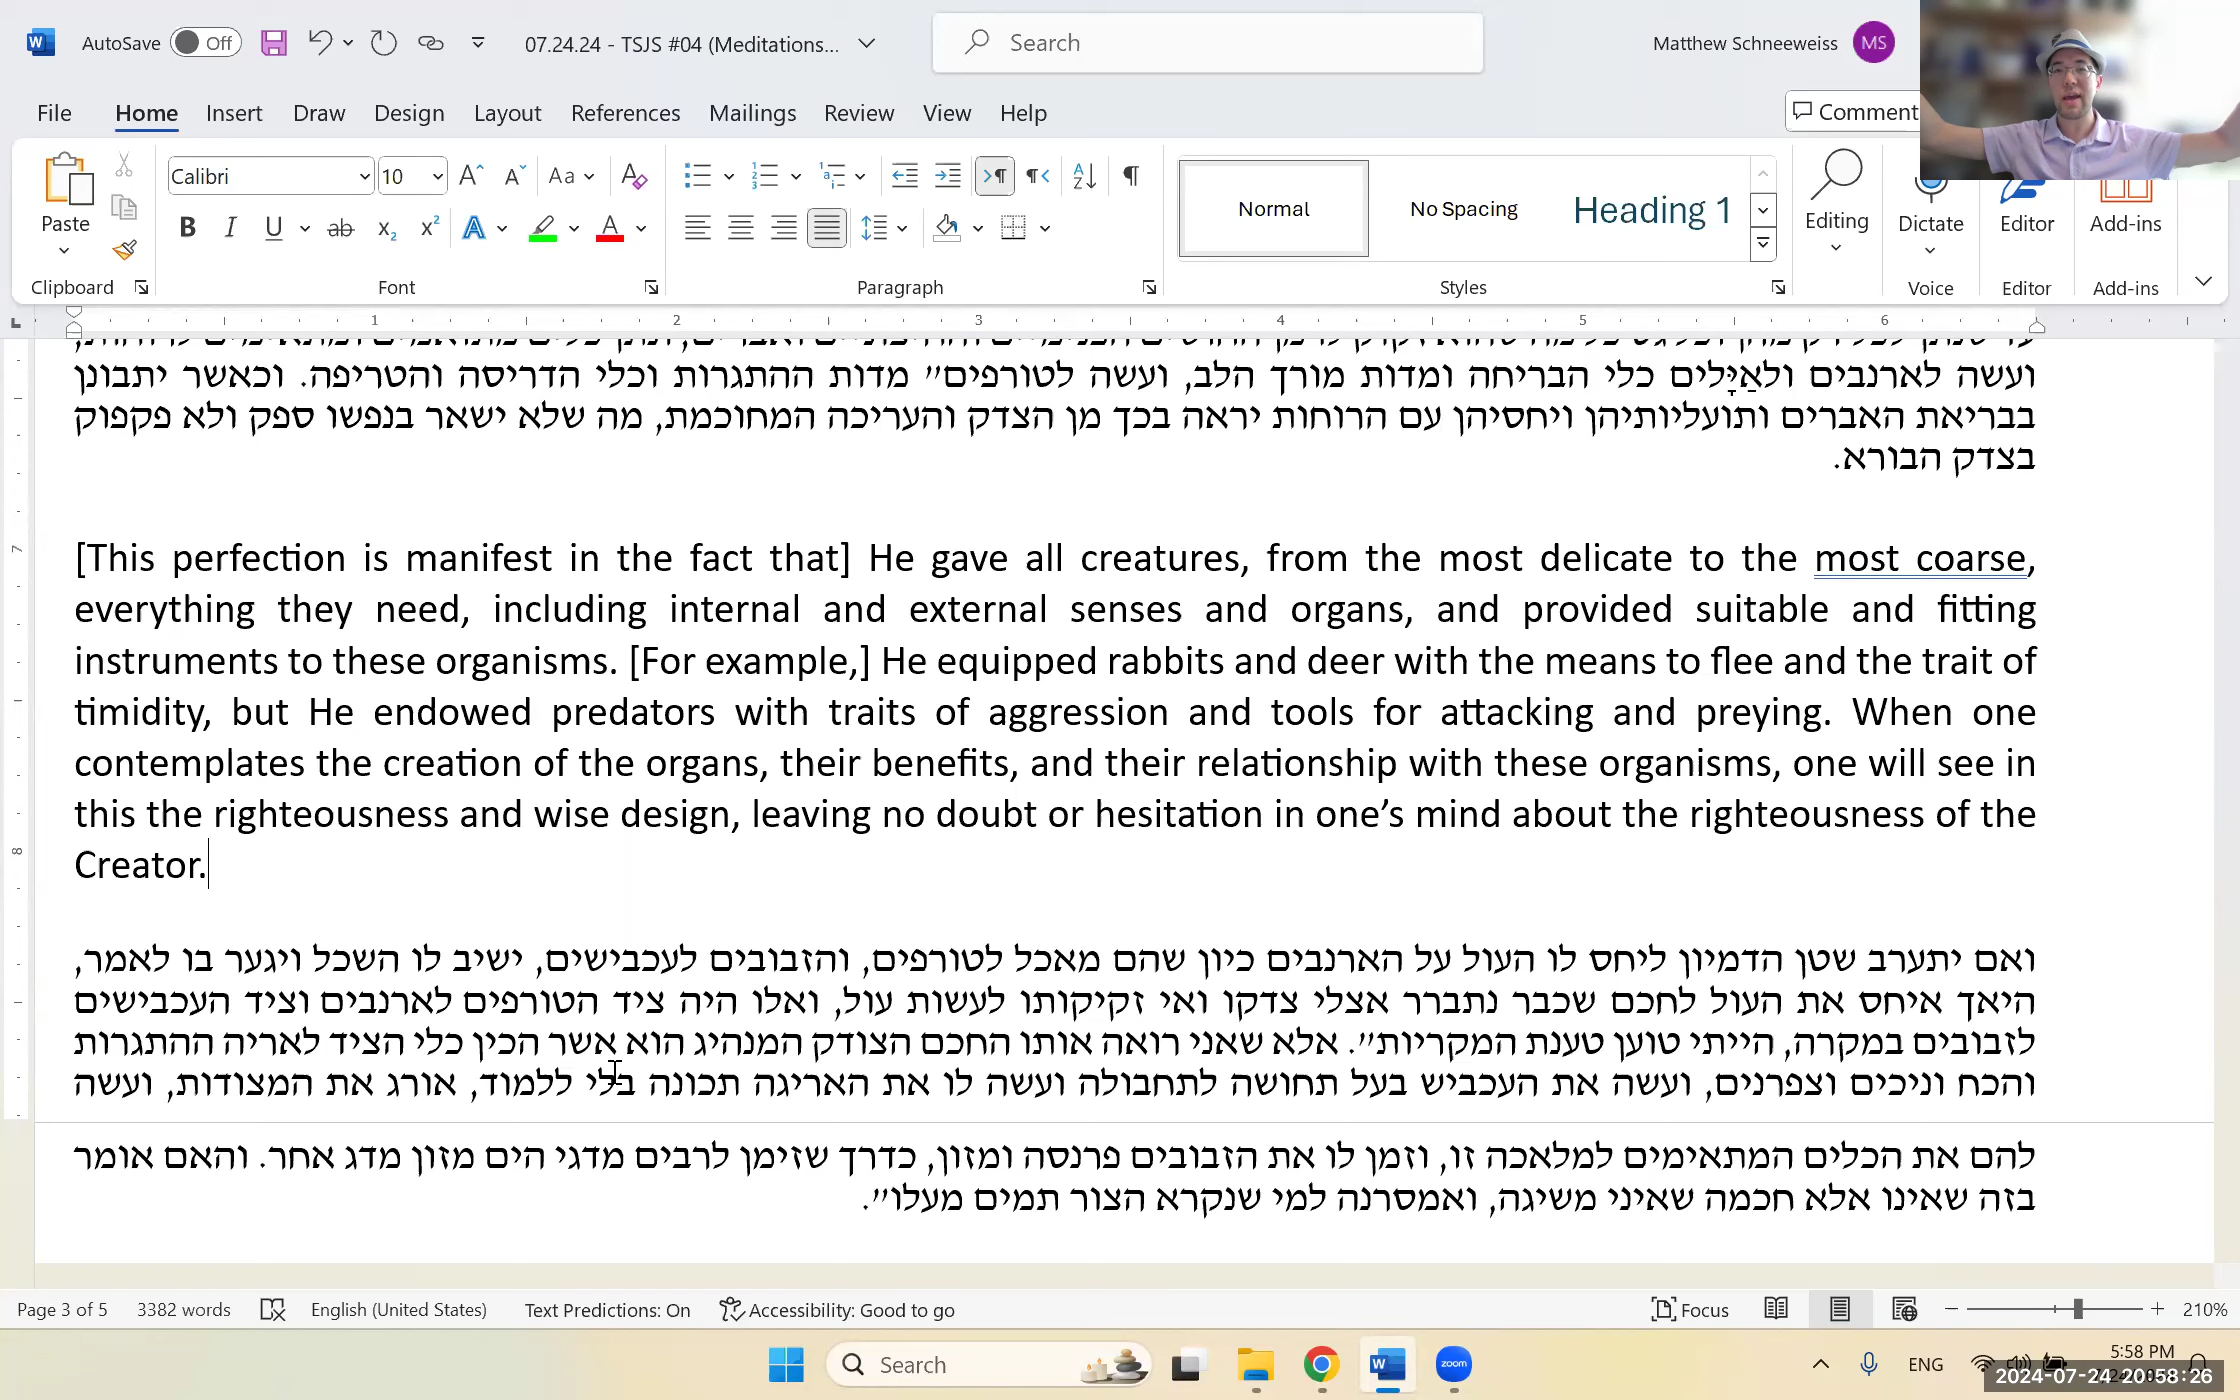 AutoSave Off 07.24.24 - TSJS #04 (Meditations... Search Matthew Schneeweiss MS
File Home Insert Draw Design Layout References Mailings Review View Help Comment
Calibri 10 Aa
Paste Normal No Spacing Heading 1 Editing Dictate Editor Add-ins
Clipboard Font Paragraph Styles Voice Editor Add-ins
1 2 3 4 5 6
ועשה לארנבים ולאַיָּלים כלי הבריחה ומדות מורך הלב, ועשה לטורפים״ מדות ההתגרות וכלי הדריסה והטריפה. וכאשר יתבונן
בבריאת האברים ותועליותיהן ויחסיהן עם הרוחות יראה בכך מן הצדק והעריכה המחוכמת, מה שלא ישאר בנפשו ספק ולא פקפוק
בצדק הבורא.
[This perfection is manifest in the fact that] He gave all creatures, from the most delicate to the most coarse,
everything they need, including internal and external senses and organs, and provided suitable and fitting
instruments to these organisms. [For example,] He equipped rabbits and deer with the means to flee and the trait of
timidity, but He endowed predators with traits of aggression and tools for attacking and preying. When one
contemplates the creation of the organs, their benefits, and their relationship with these organisms, one will see in
this the righteousness and wise design, leaving no doubt or hesitation in one’s mind about the righteousness of the
Creator.
ואם יתערב שטן הדמיון ליחס לו העול על הארנבים כיון שהם מאכל לטורפים, והזבובים לעכבישים, ישיב לו השכל ויגער בו לאמר,
היאך איחס את העול לחכם שכבר נתברר אצלי צדקו ואי זקיקותו לעשות עול, ואלו היה ציד הטורפים לארנבים וציד העכבישים
לזבובים במקרה, הייתי טוען טענת המקריות״. אלא שאני רואה אותו החכם הצודק המנהיג הוא אשר הכין כלי הציד לאריה ההתגרות
והכח וניכים וצפרנים, ועשה את העכביש בעל תחושה לתחבולה ועשה לו את האריגה תכונה בלי ללמוד, אורג את המצודות, ועשה
להם את הכלים המתאימים למלאכה זו, וזמן לו את הזבובים פרנסה ומזון, כדרך שזימן לרבים מדגי הים מזון מדג אחר. והאם אומר
בזה שאינו אלא חכמה שאיני משיגה, ואמסרנה למי שנקרא הצור תמים מעלו״.
7
8
Page 3 of 5 3382 words English (United States) Text Predictions: On Accessibility: Good to go Focus 210%
Search zoom ENG 5:58 PM
2024-07-24 20:58:26